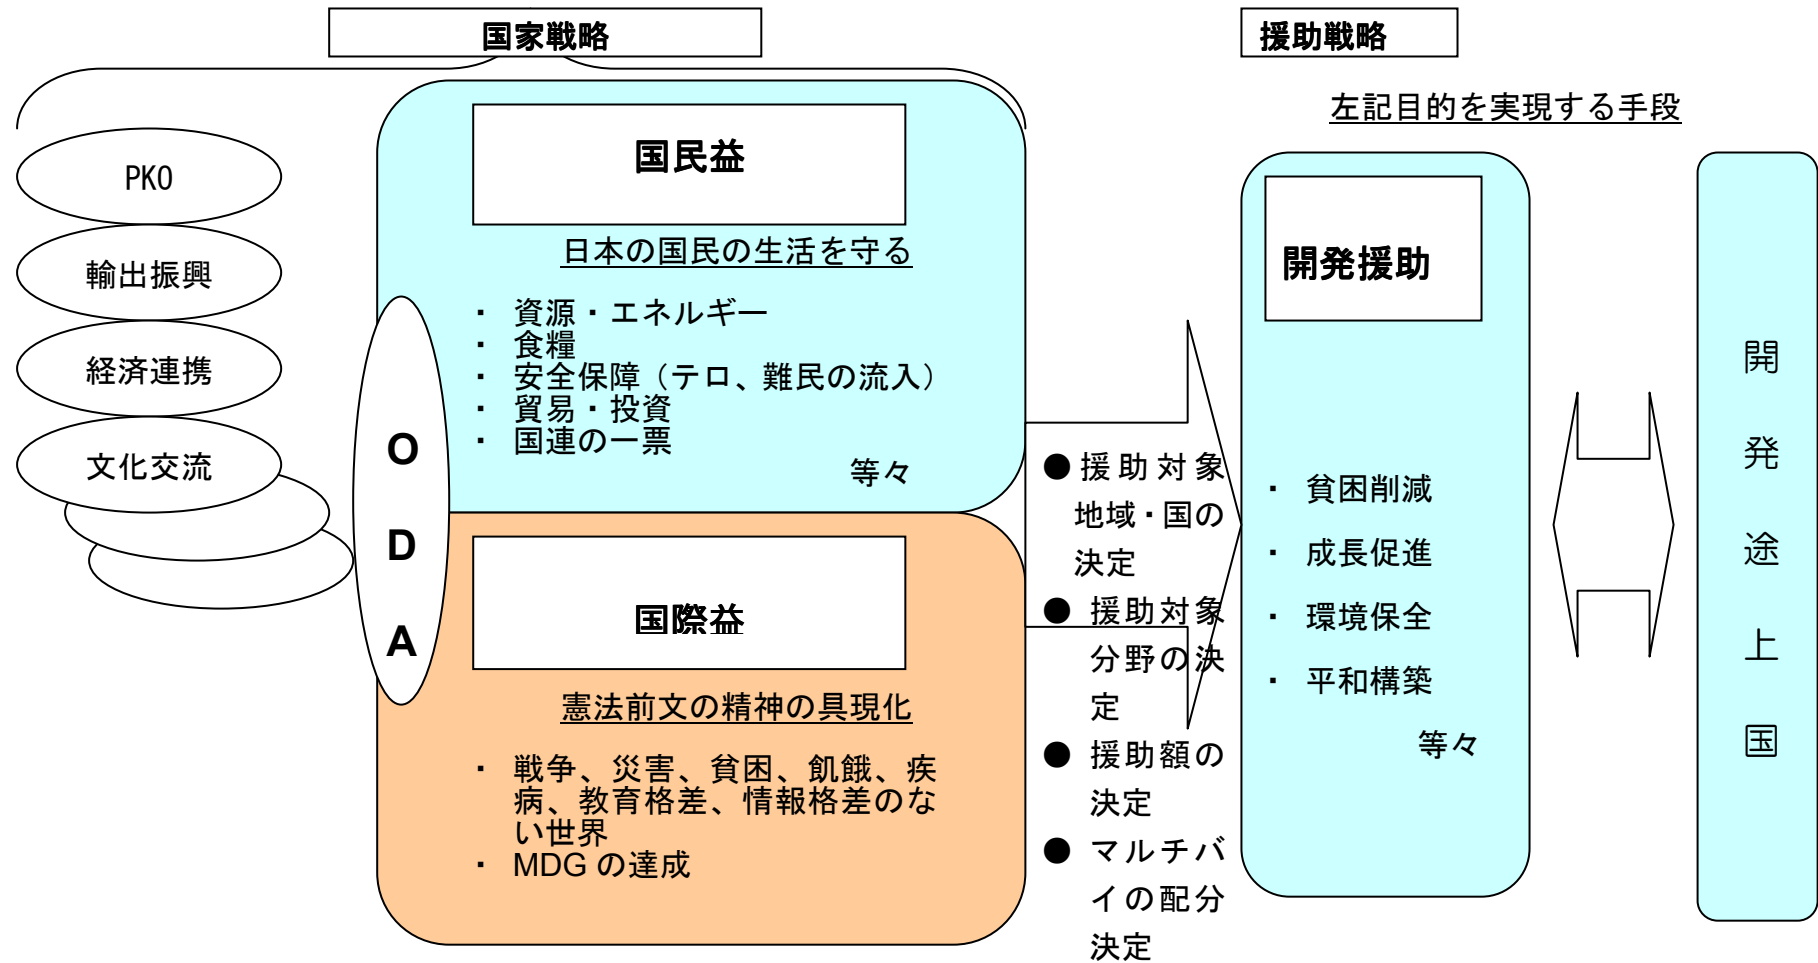 国家戦略
援助戦略
左記目的を実現する手段
PKO
輸出振興
経済連携
文化交流
O
D
A
国民益
日本の国民の生活を守る
・ 資源・エネルギー
・ 食糧
・ 安全保障（テロ、難民の流入）
・ 貿易・投資
・ 国連の一票
等々
国際益
憲法前文の精神の具現化
・ 戦争、災害、貧困、飢餓、疾
病、教育格差、情報格差のな
い世界
・ MDG の達成
● 援助対象
地域・国の
決定
● 援助対象
分野の決
定
● 援助額の
決定
● マルチバ
イの配分
決定
開発援助
・ 貧困削減
・ 成長促進
・ 環境保全
・ 平和構築
等々
開
発
途
上
国